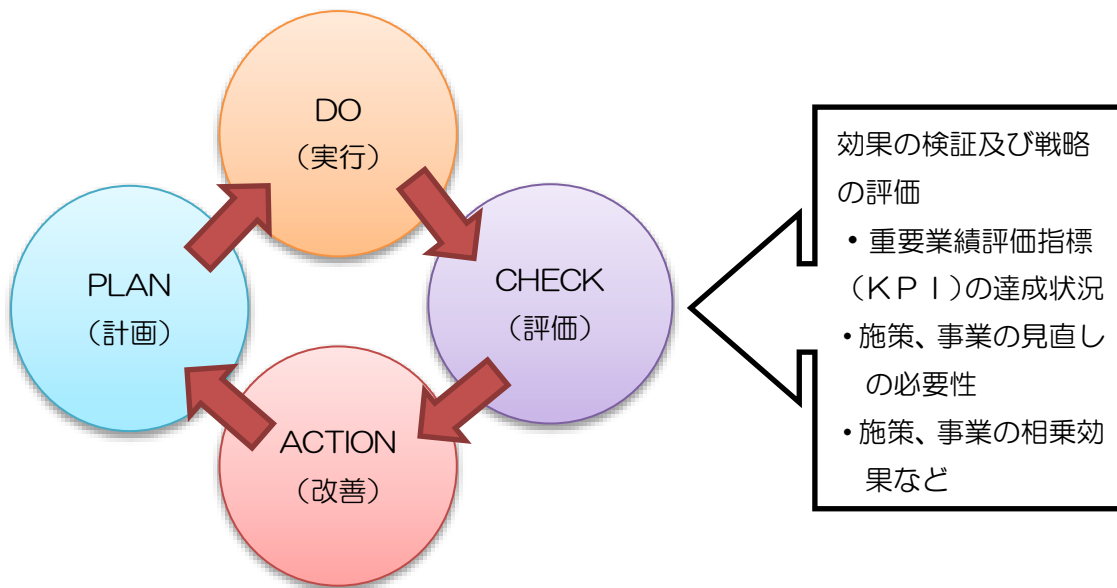 DO
（実行）
PLAN
（計画）
CHECK
（評価）
ACTION
（改善）
効果の検証及び戦略
の評価
・重要業績評価指標
（ＫＰＩ）の達成状況
・施策、事業の見直し
の必要性
・施策、事業の相乗効
果など